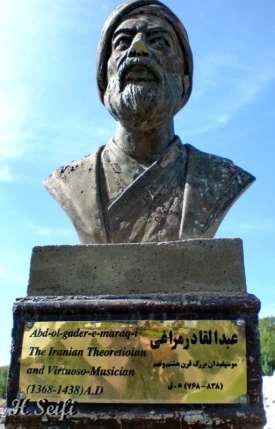 Abd-ol-gader-e-maraq-i
The Iranian Theoretioian
and Virtuoso-Musician
(1368-1438)A.D
عبدالقادر مراغی
موسیقیدان بزرگ قرن هشتم و نهم
(۷۶۸-۸۳۸) ه.ق
H Seifi